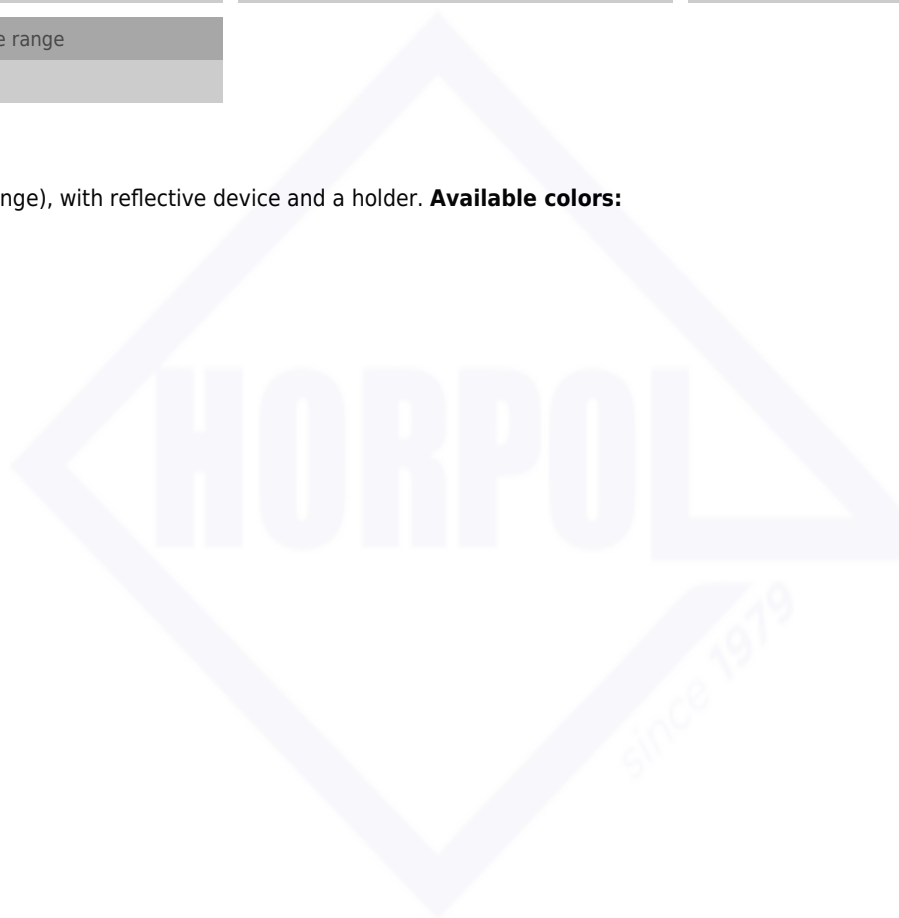 e range
nge), with reflective device and a holder. Available colors:
HORPOL
since 1979